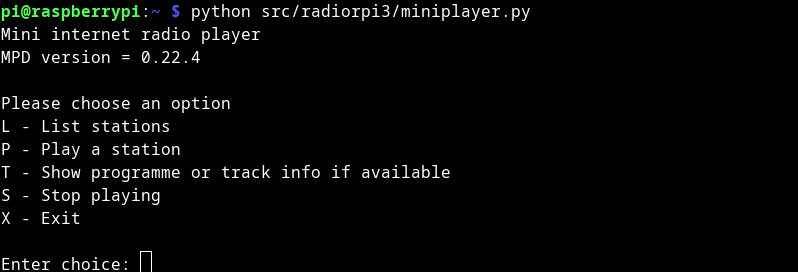 pi@raspberrypi:~ $ python src/radiorpi3/miniplayer.py
Mini internet radio player
MPD version = 0.22.4
Please choose an option
L - List stations
P - Play a station
T - Show programme or track info if available
S - Stop playing
X - Exit
Enter choice: